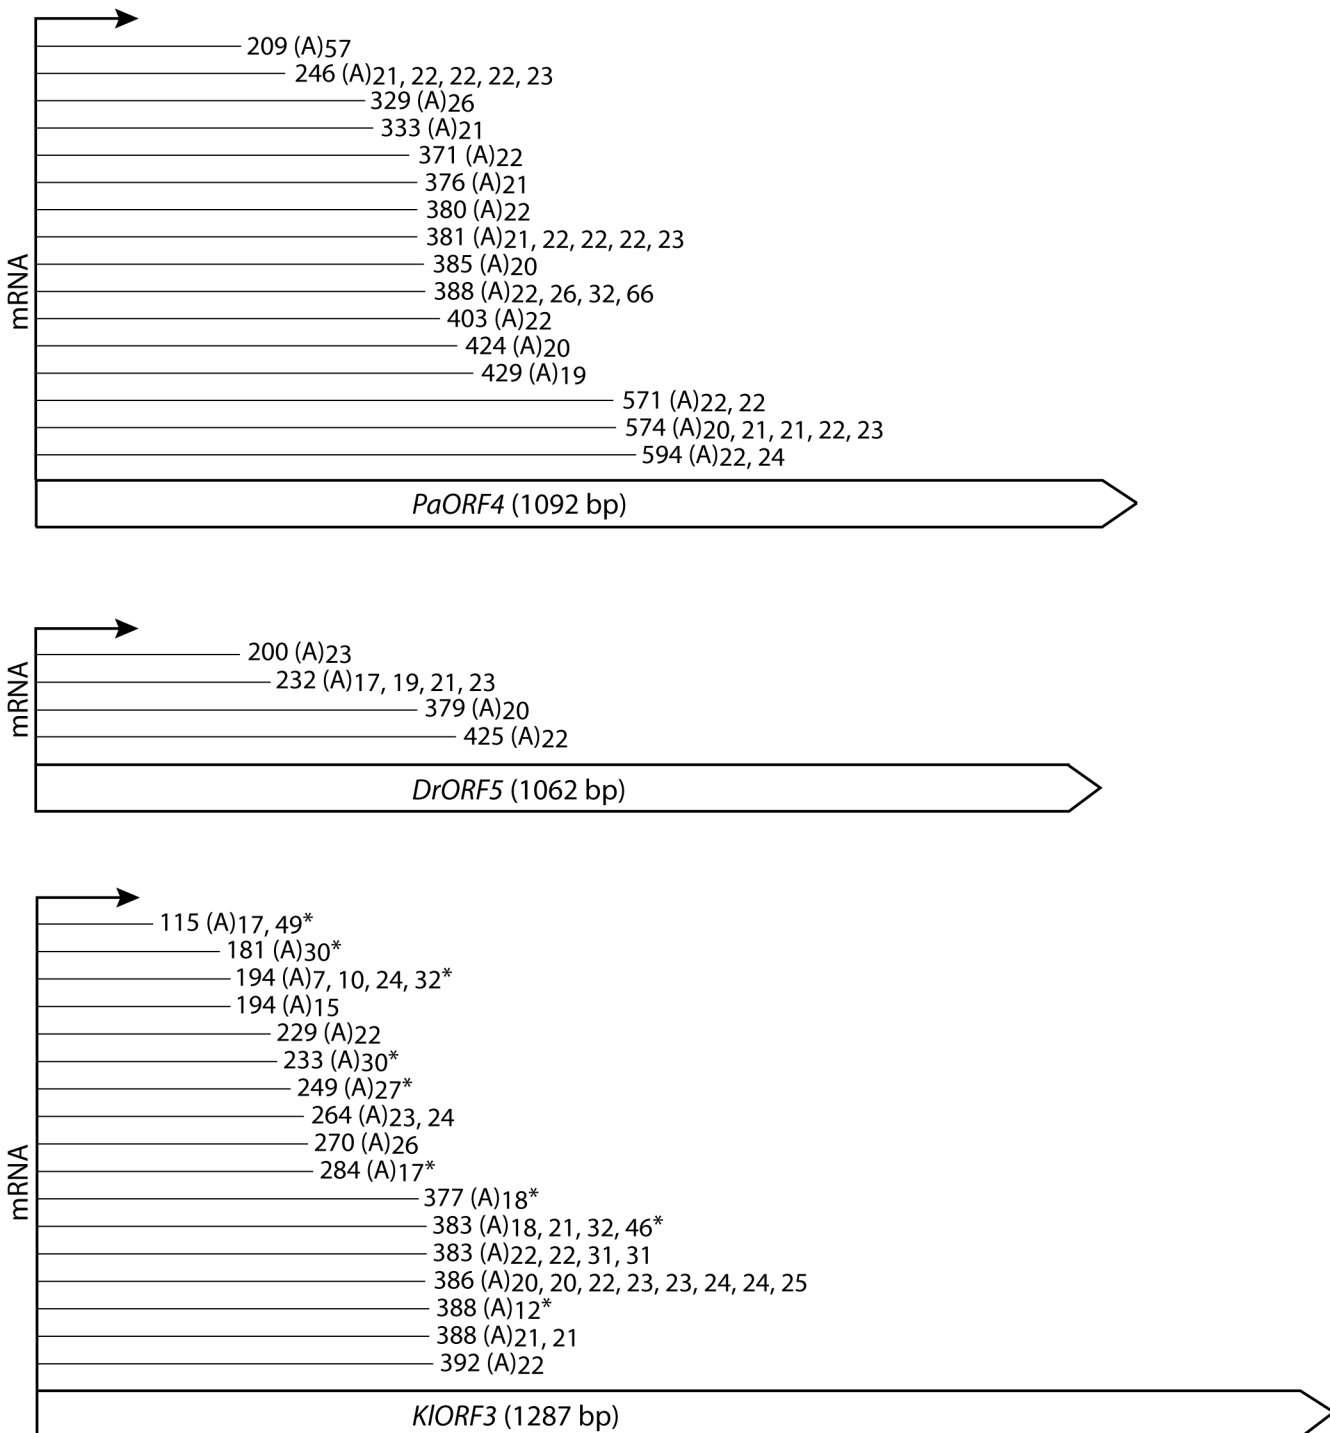 209 (A)57
246 (A)21, 22, 22, 22, 23
329 (A)26
333 (A)21
371 (A)22
376 (A)21
380 (A)22
381 (A)21, 22, 22, 22, 23
385 (A)20
388 (A)22, 26, 32, 66
403 (A)22
424 (A)20
429 (A)19
571 (A)22, 22
574 (A)20, 21, 21, 22, 23
594 (A)22, 24
mRNA
PaORF4 (1092 bp)
200 (A)23
232 (A)17, 19, 21, 23
379 (A)20
425 (A)22
mRNA
DrORF5 (1062 bp)
115 (A)17, 49*
181 (A)30*
194 (A)7, 10, 24, 32*
194 (A)15
229 (A)22
233 (A)30*
249 (A)27*
264 (A)23, 24
270 (A)26
284 (A)17*
377 (A)18*
383 (A)18, 21, 32, 46*
383 (A)22, 22, 31, 31
386 (A)20, 20, 22, 23, 23, 24, 24, 25
388 (A)12*
388 (A)21, 21
392 (A)22
mRNA
KlORF3 (1287 bp)